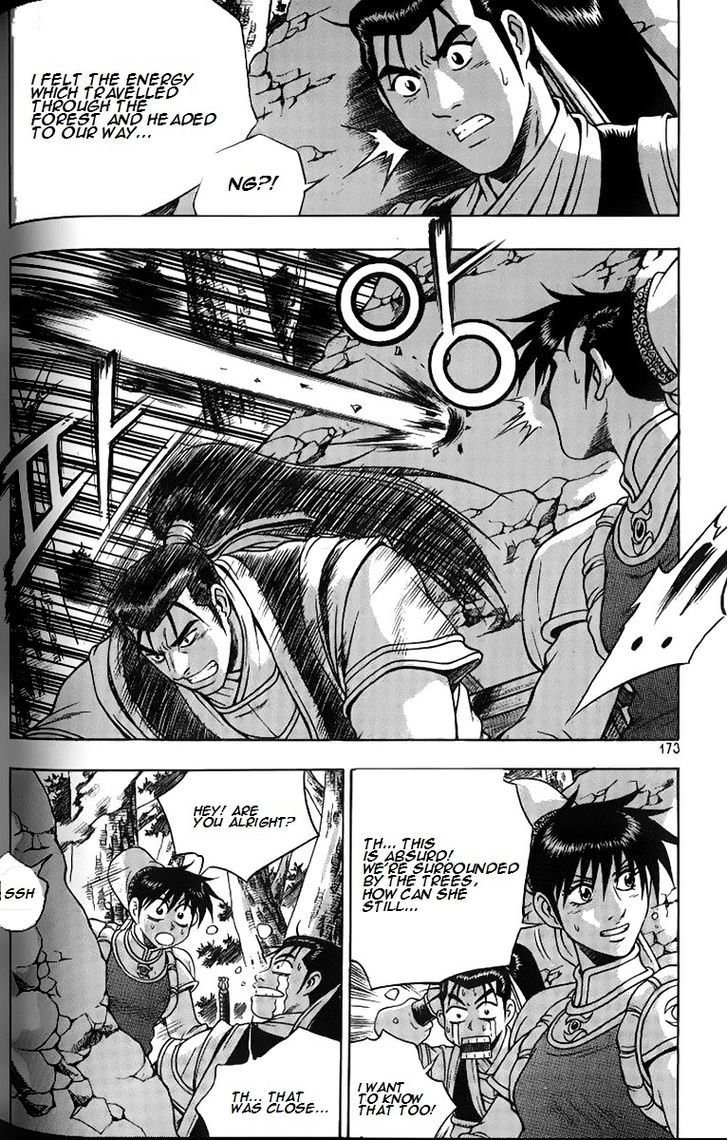 I FELT THE ENERGY
WHICH TRAVELLED
THROUGH THE
FOREST AND HEADED
TO OUR WAY...
NG?!
파앙
..
173
SSH
HEY! ARE
YOU ALRIGHT?
TH... THAT
WAS CLOSE...
TH... THIS
IS ABSURD!
WE'RE SURROUNDED
BY THE TREES,
HOW CAN SHE
STILL...
I WANT
TO KNOW
THAT TOO!